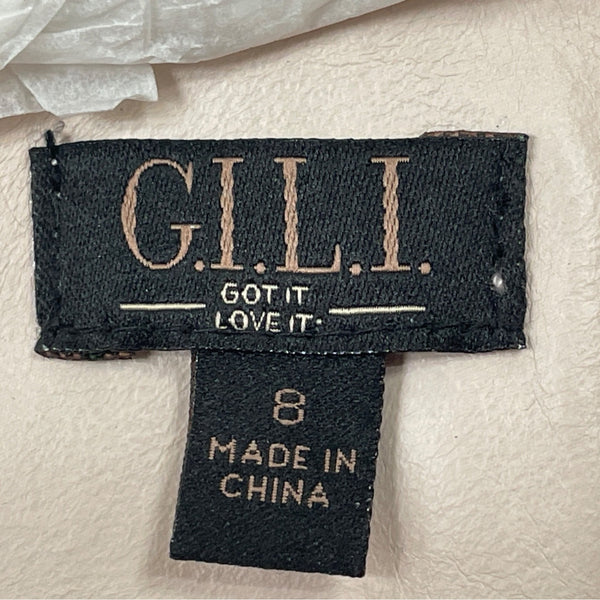 G.I.L.I.
GOT IT
LOVE IT:
8
MADE IN
CHINA